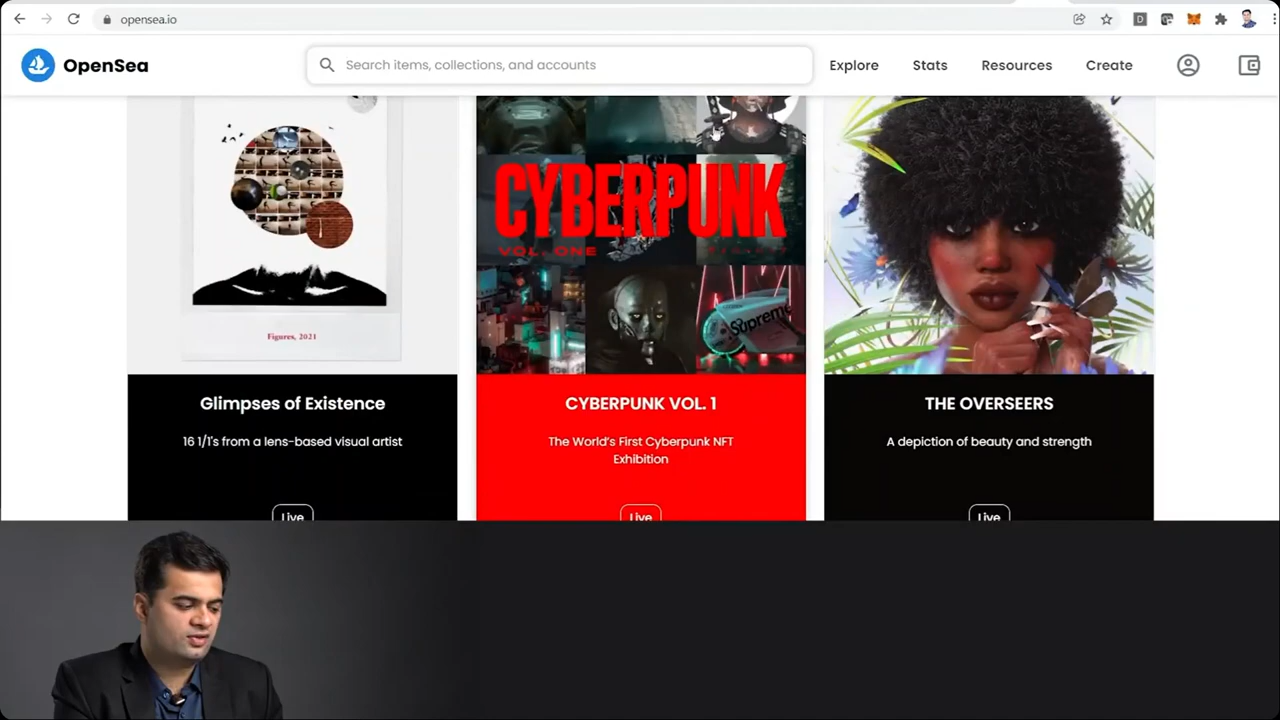 opensea.io
D
OpenSea
Search items, collections, and accounts
Explore
Stats
Resources
Create
Figures, 2021
CYBERPUNK
VOL. ONE
Supreme
Glimpses of Existence
16 1/1's from a lens-based visual artist
Live
CYBERPUNK VOL. 1
The World's First Cyberpunk NFT
Exhibition
Live
THE OVERSEERS
A depiction of beauty and strength
Live